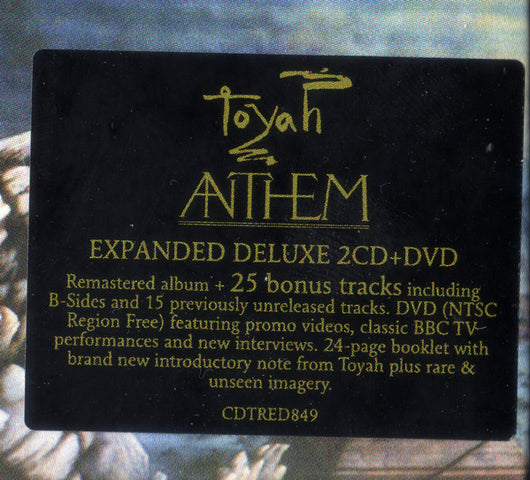 toyah
ANTHEM
EXPANDED DELUXE 2CD+DVD
Remastered album + 25 bonus tracks including
B-Sides and 15 previously unreleased tracks. DVD (NTSC
Region Free) featuring promo videos, classic BBC TV
performances and new interviews. 24-page booklet with
brand new introductory note from Toyah plus rare &
unseen imagery.
CDTRED849